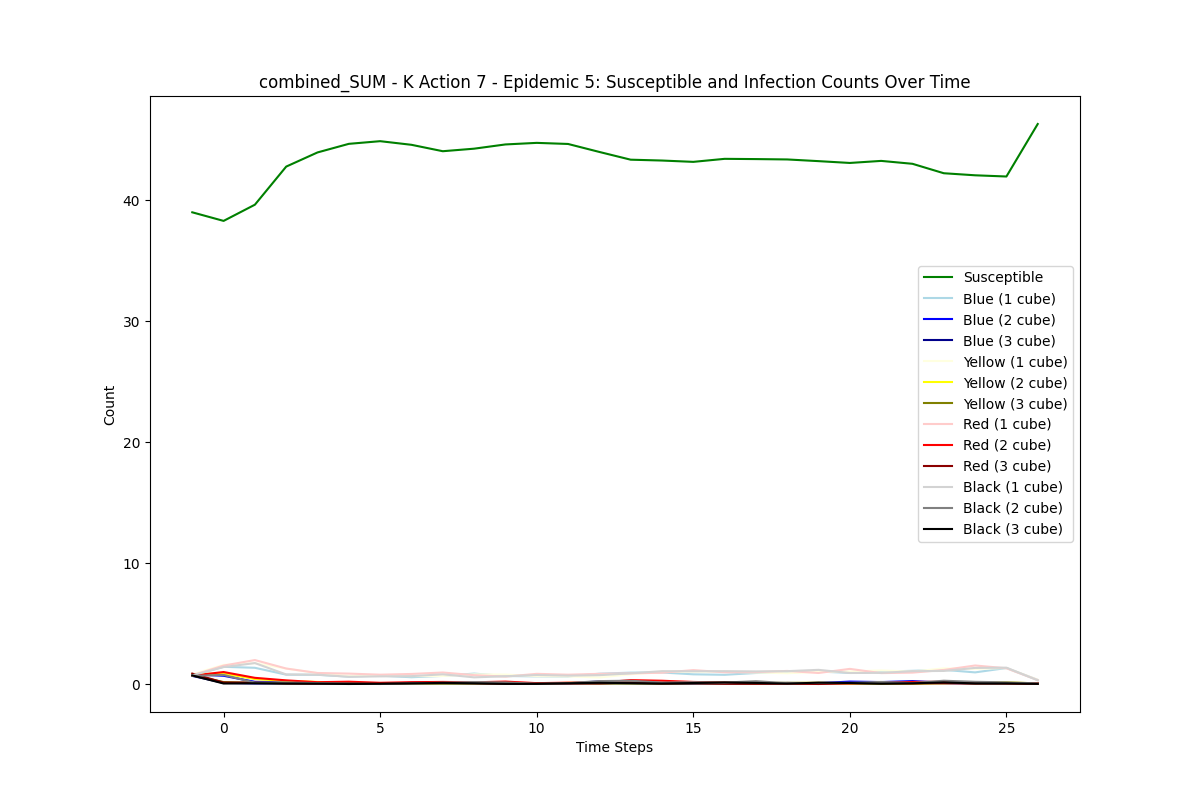 combined_SUM - K Action 7 - Epidemic 5: Susceptible and Infection Counts Over Time
Count
40
30
20
10
0
Susceptible
Blue (1 cube)
Blue (2 cube)
Blue (3 cube)
Yellow (1 cube)
Yellow (2 cube)
Yellow (3 cube)
Red (1 cube)
Red (2 cube)
Red (3 cube)
Black (1 cube)
Black (2 cube)
Black (3 cube)
0 5 10 15 20 25
Time Steps